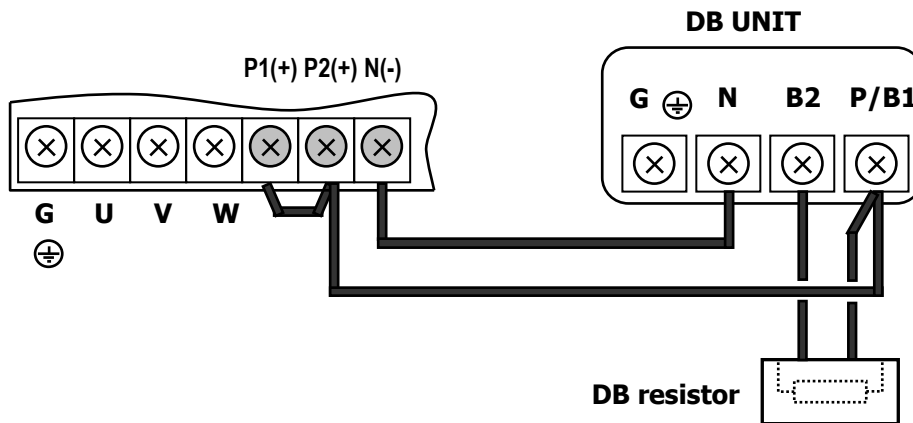 DB UNIT
P1(+) P2(+) N(-)
G N B2 P/B1
G U V W
DB resistor